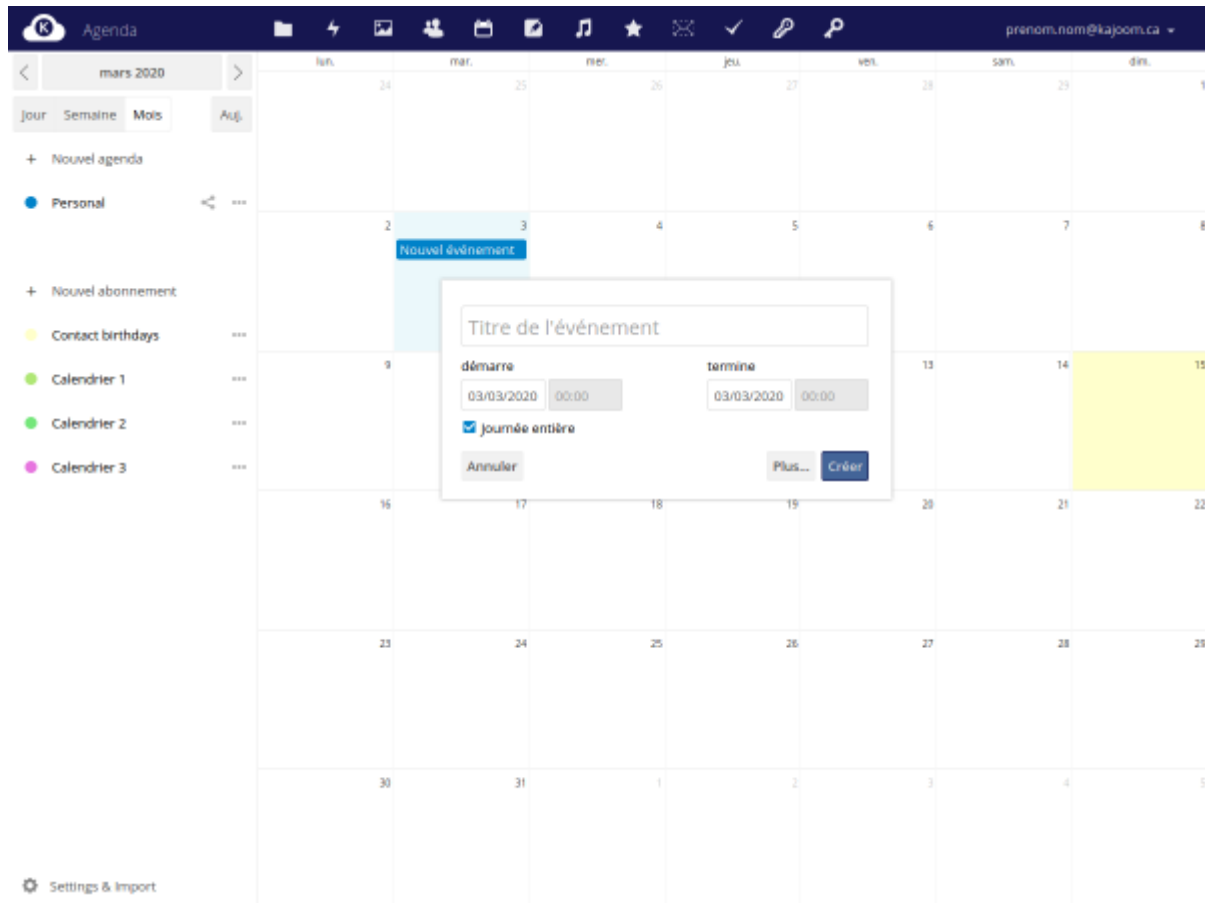 K Agenda prenom.nom@kajoom.ca
mars 2020
Jour Semaine Mois Auj.
+ Nouvel agenda
Personal
+ Nouvel abonnement
Contact birthdays
Calendrier 1
Calendrier 2
Calendrier 3
Settings & Import
lun. mar. mer. jeu. ven. sam. dim.
24 25 26 27 28 29 1
2 3 4 5 6 7 8
Nouvel événement
Titre de l'événement
démarre termine
03/03/2020 00:00 03/03/2020 00:00
journée entière
Annuler Plus... Créer
9 13 14 15
16 17 18 19 20 21 22
23 24 25 26 27 28 29
30 31 1 2 3 4 5